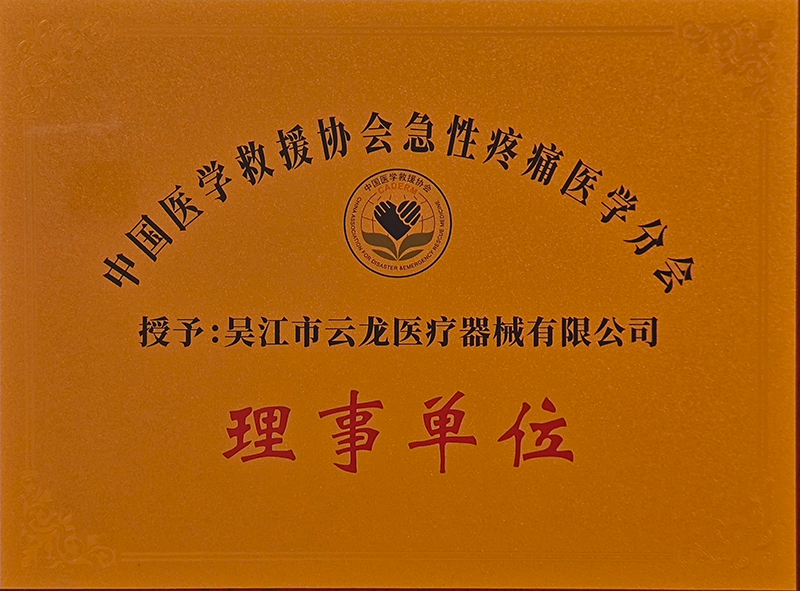 中国医学救援协会急性疼痛医学分会
中国医学救援协会
CADERM
CHINA ASSOCIATION FOR DISASTER &EMERGENCY RESCUE MEDICINE
授予:吴江市云龙医疗器械有限公司
理事单位